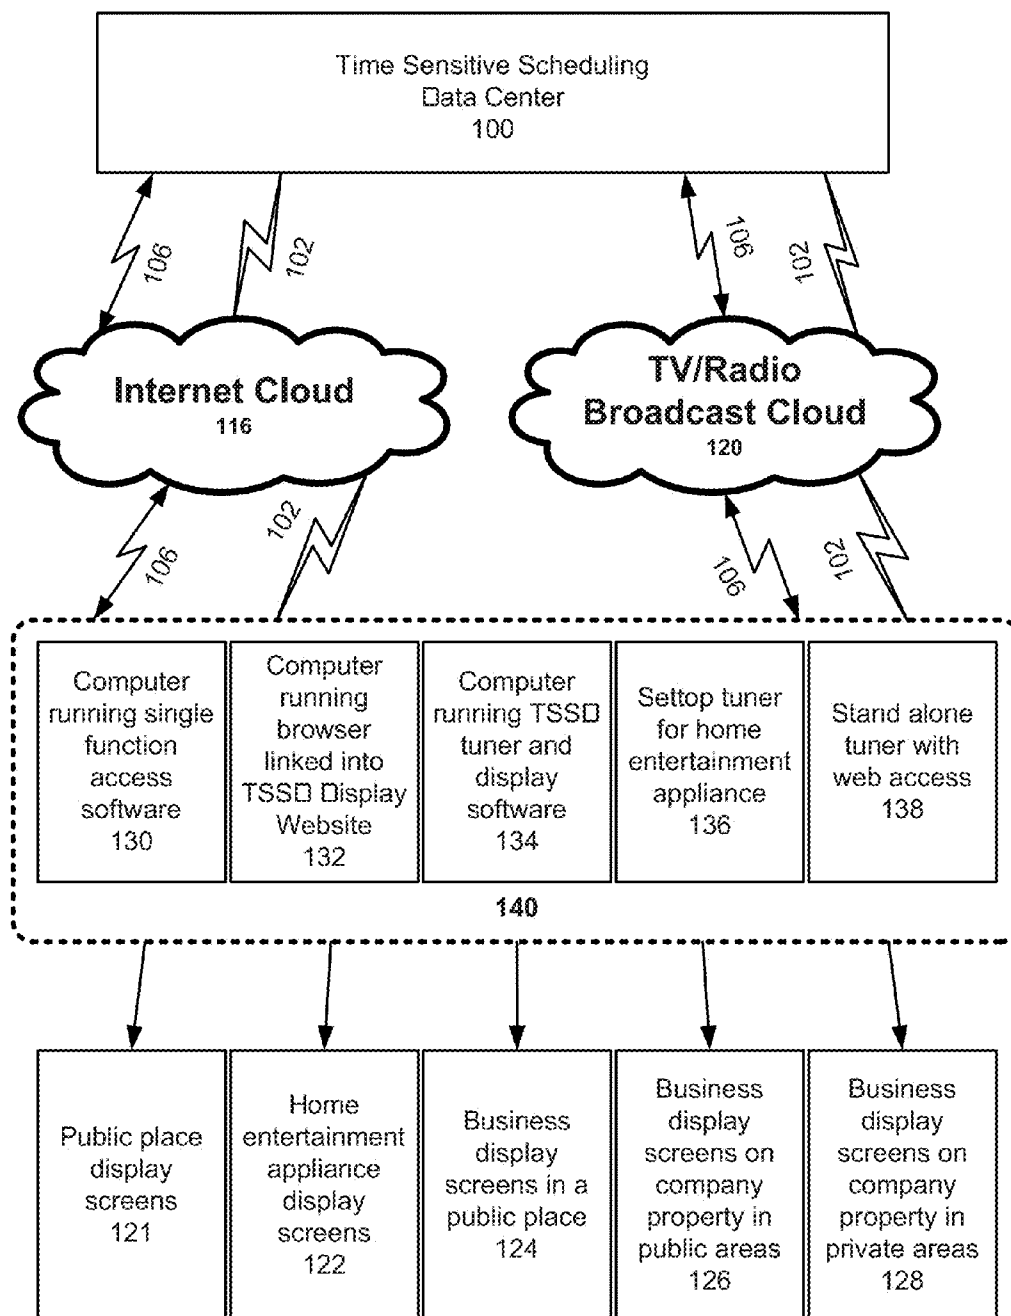 Time Sensitive Scheduling
Data Center
100
106
102
106
102
Internet Cloud
116
TV/Radio
Broadcast Cloud
120
106
102
106
102
Computer
running single
function
access
software
130
Computer
running
browser
linked into
TSSD Display
Website
132
Computer
running TSSD
tuner and
display
software
134
Settop tuner
for home
entertainment
appliance
136
Stand alone
tuner with
web access
138
140
Public place
display
screens
121
Home
entertainment
appliance
display
screens
122
Business
display
screens in a
public place
124
Business
display
screens on
company
property in
public areas
126
Business
display
screens on
company
property in
private areas
128